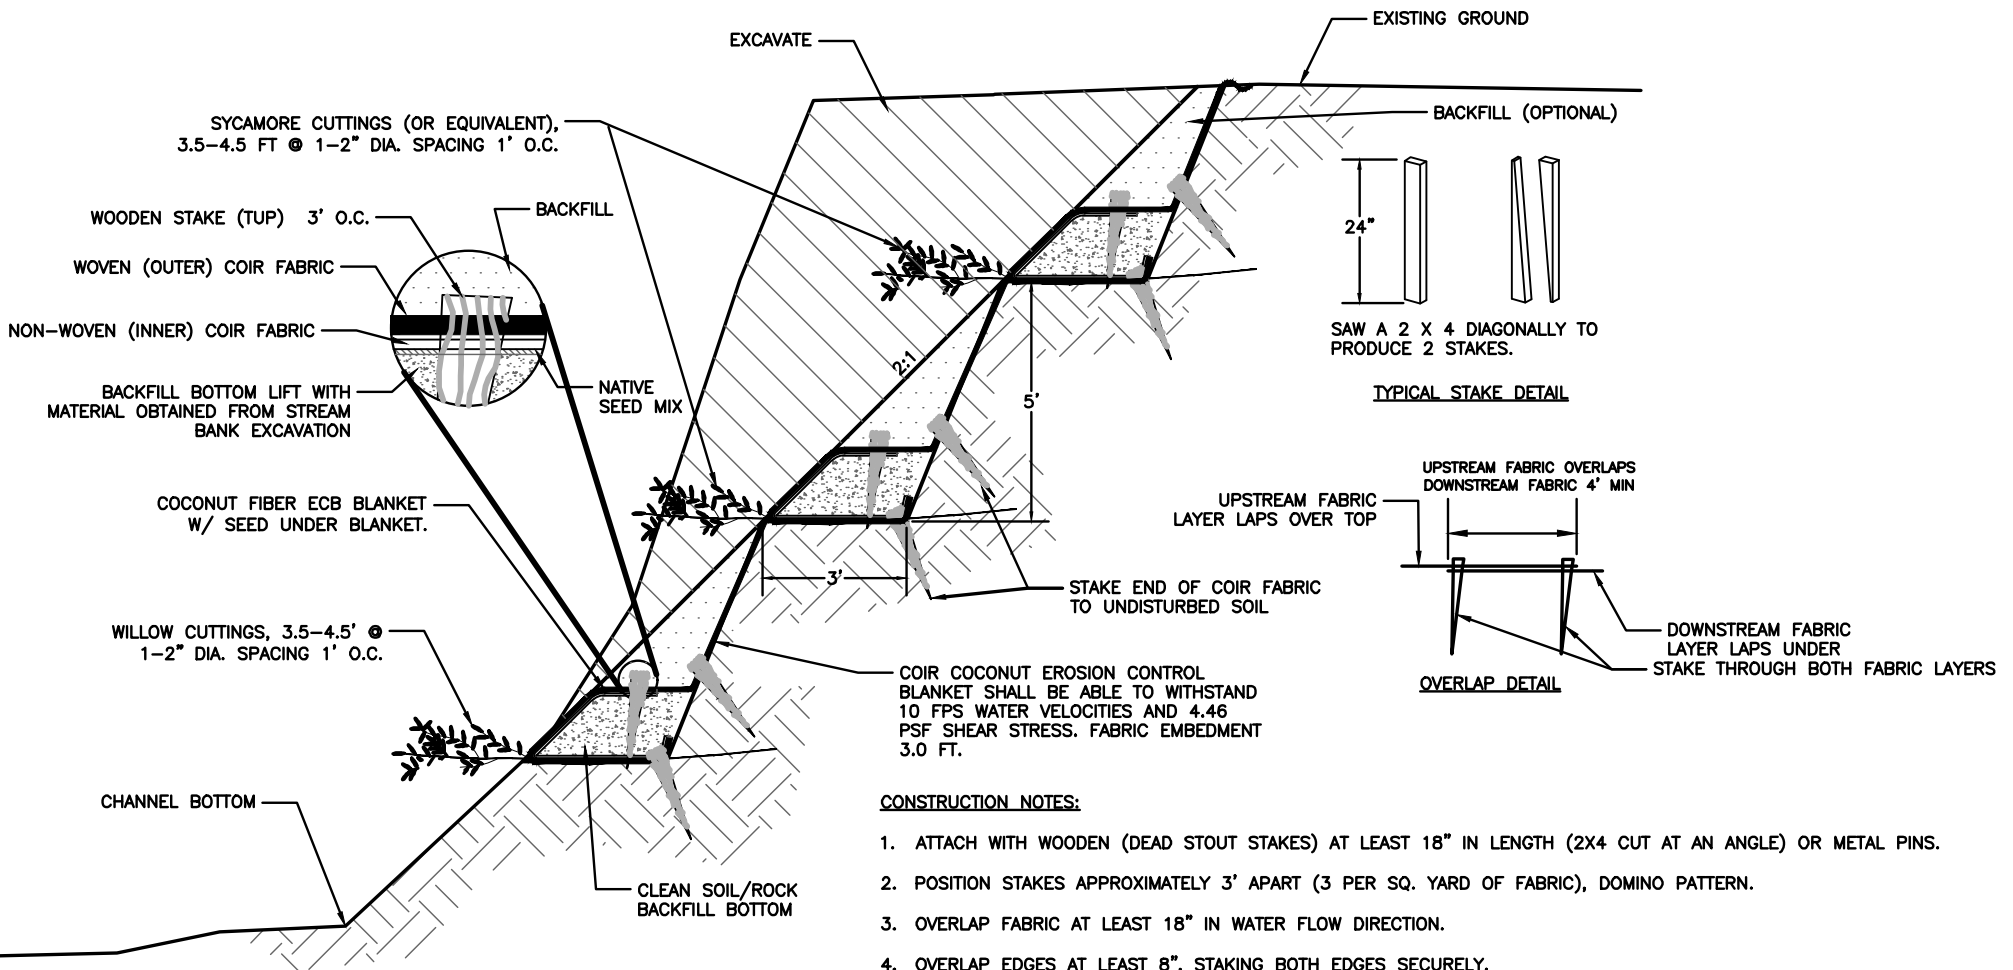 EXISTING GROUND
EXCAVATE
BACKFILL (OPTIONAL)
SYCAMORE CUTTINGS (OR EQUIVALENT),
3.5-4.5 FT @ 1-2" DIA. SPACING 1' O.C.
WOODEN STAKE (TUP) 3' O.C.
BACKFILL
WOVEN (OUTER) COIR FABRIC
NON-WOVEN (INNER) COIR FABRIC
BACKFILL BOTTOM LIFT WITH
MATERIAL OBTAINED FROM STREAM
BANK EXCAVATION
NATIVE
SEED MIX
2:1
5'
3'
24"
SAW A 2 X 4 DIAGONALLY TO
PRODUCE 2 STAKES.
TYPICAL STAKE DETAIL
COCONUT FIBER ECB BLANKET
W/ SEED UNDER BLANKET.
UPSTREAM FABRIC OVERLAPS
DOWNSTREAM FABRIC 4' MIN
UPSTREAM FABRIC
LAYER LAPS OVER TOP
STAKE END OF COIR FABRIC
TO UNDISTURBED SOIL
DOWNSTREAM FABRIC
LAYER LAPS UNDER
STAKE THROUGH BOTH FABRIC LAYERS
OVERLAP DETAIL
WILLOW CUTTINGS, 3.5-4.5' @
1-2" DIA. SPACING 1' O.C.
COIR COCONUT EROSION CONTROL
BLANKET SHALL BE ABLE TO WITHSTAND
10 FPS WATER VELOCITIES AND 4.46
PSF SHEAR STRESS. FABRIC EMBEDMENT
3.0 FT.
CHANNEL BOTTOM
CLEAN SOIL/ROCK
BACKFILL BOTTOM
CONSTRUCTION NOTES:
1. ATTACH WITH WOODEN (DEAD STOUT STAKES) AT LEAST 18" IN LENGTH (2X4 CUT AT AN ANGLE) OR METAL PINS.
2. POSITION STAKES APPROXIMATELY 3' APART (3 PER SQ. YARD OF FABRIC), DOMINO PATTERN.
3. OVERLAP FABRIC AT LEAST 18" IN WATER FLOW DIRECTION.
4. OVERLAP EDGES AT LEAST 8", STAKING BOTH EDGES SECURELY.